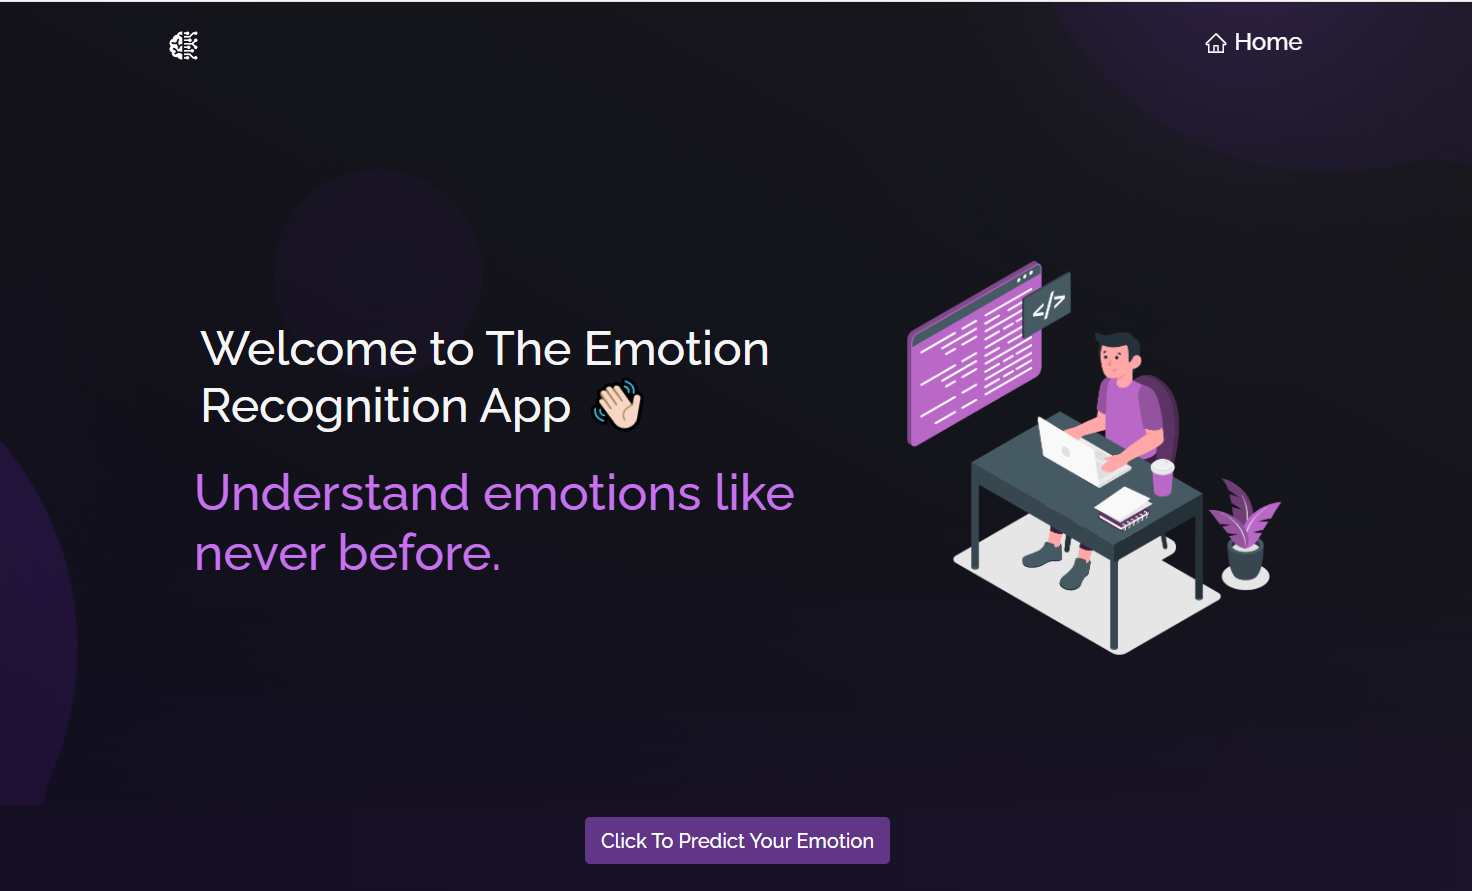 Home
Welcome to The Emotion
Recognition App 👋🏻
Understand emotions like
never before.
</>
Click To Predict Your Emotion